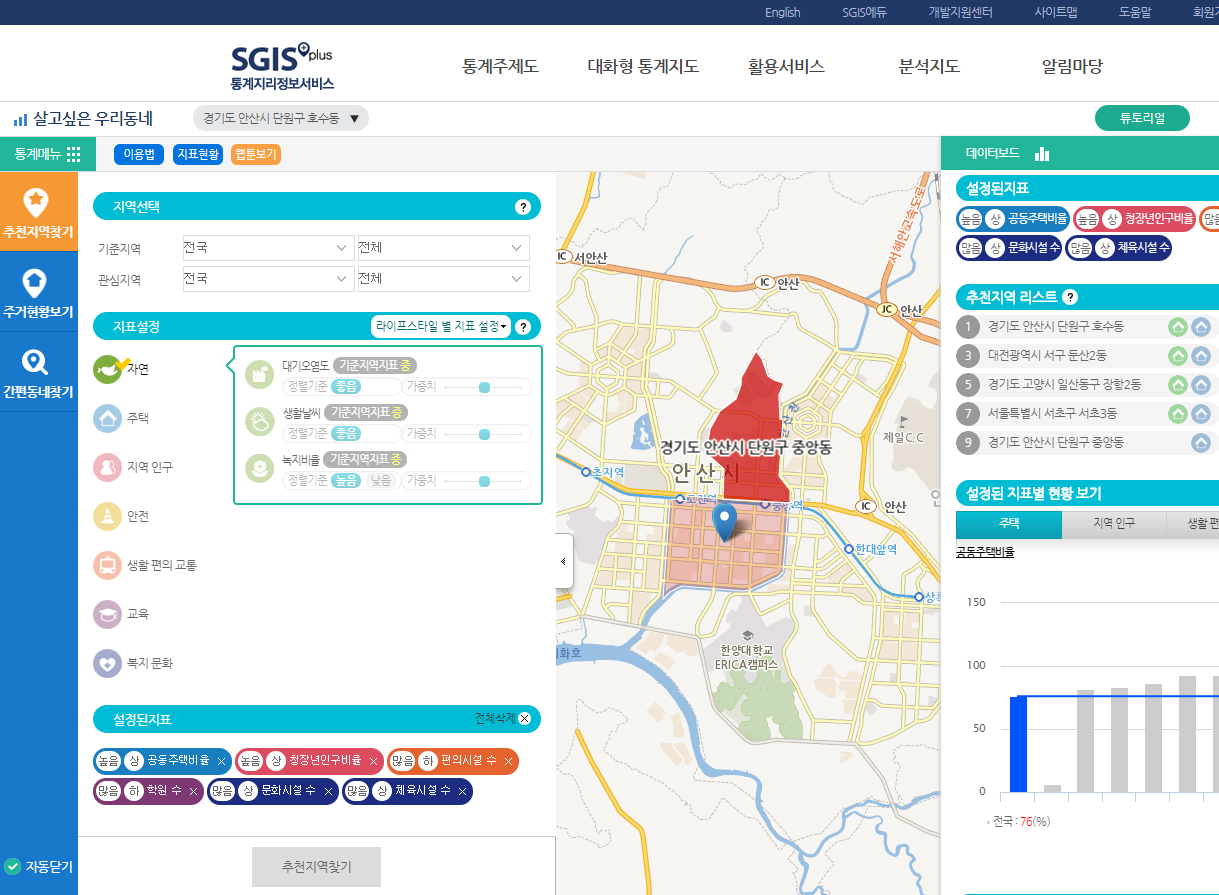 English SGIS에듀 개발지원센터 사이트맵 도움말 회원가
SGIS plus
통계지리정보서비스
통계주제도 대화형 통계지도 활용서비스 분석지도 알림마당
살고싶은 우리동네 경기도 안산시 단원구 호수동 ▼ 튜토리얼
통계메뉴 이용법 지표현황 웹툰보기
추천지역찾기
주거현황보기
간편동네찾기
자동닫기
지역선택 ?
기준지역 전국 전체
관심지역 전국 전체
지표설정 라이프스타일 별 지표 설정 ?
자연
주택
지역 인구
안전
생활 편의 교통
교육
복지 문화
대기오염도 기준지역지표 중
정렬기준 좋음 가중치
생활날씨 기준지역지표 중
정렬기준 좋음 가중치
녹지비율 기준지역지표 중
정렬기준 높음 낮음 가중치
설정된지표 전체삭제
높음 상 공동주택비율 × 높음 상 청장년인구비율 × 많음 하 편의시설 수 ×
많음 하 학원 수 × 많음 상 문화시설 수 × 많음 상 체육시설 수 ×
추천지역찾기
서해안고속도로
IC 서안산
IC 안산
JC 안산
제일C.C
경기도 안산시 단원구 중앙동
안산시
초지역
고잔역
중앙역
IC 안산
한대앞역
한양대학교
ERICA캠퍼스
데이터보드
설정된지표
높음 상 공동주택비율 높음 상 청장년인구비율 많음
많음 상 문화시설 수 많음 상 체육시설 수
추천지역 리스트 ?
1 경기도 안산시 단원구 호수동
3 대전광역시 서구 둔산2동
5 경기도 고양시 일산동구 장항2동
7 서울특별시 서초구 서초3동
9 경기도 안산시 단원구 중앙동
설정된 지표별 현황 보기
주택 지역 인구 생활 편
공동주택비율
150
100
50
0
전국 : 76(%)